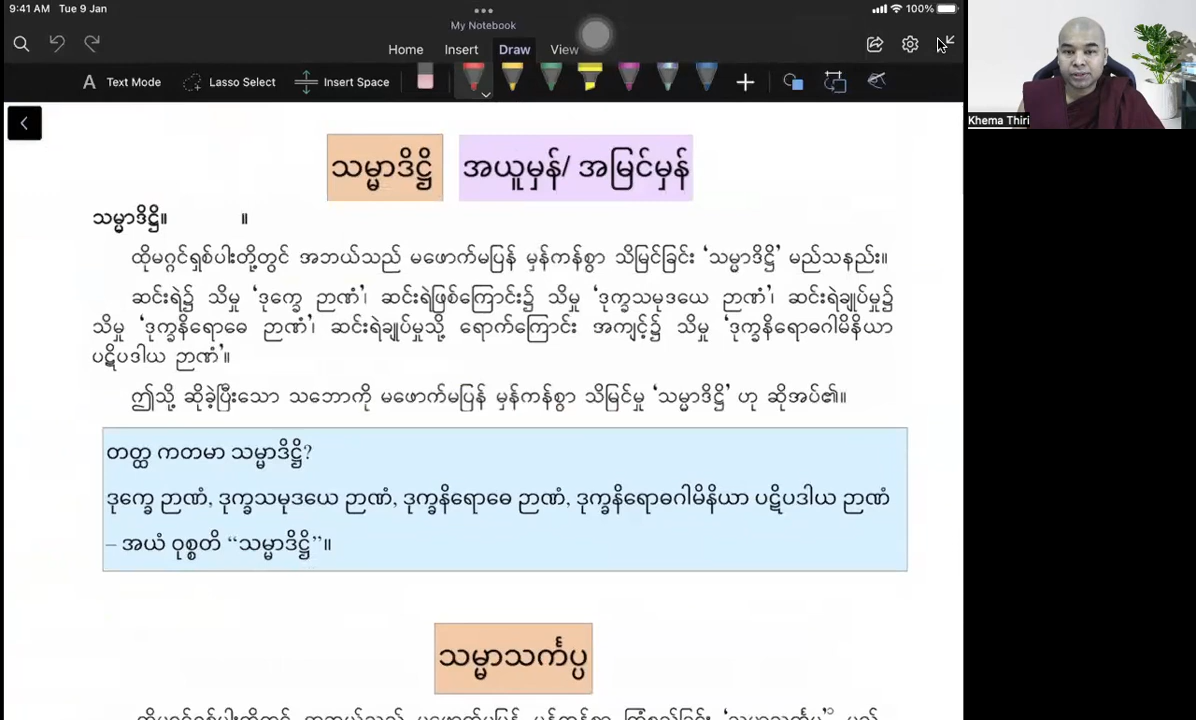 9:41 AM Tue 9 Jan
100%
My Notebook
Home Insert Draw View
Text Mode Lasso Select Insert Space
Khema Thiri
သမ္မာဒိဋ္ဌိ အယူမှန်/ အမြင်မှန်
သမ္မာဒိဋ္ဌိ။ ။
ထိုမဂ္ဂင်ရှစ်ပါးတို့တွင် အဘယ်သည် မဖောက်မပြန် မှန်ကန်စွာ သိမြင်ခြင်း ‘သမ္မာဒိဋ္ဌိ’ မည်သနည်း။
ဆင်းရဲ၌ သိမှု ‘ဒုက္ခေ ဉာဏံ’၊ ဆင်းရဲဖြစ်ကြောင်း၌ သိမှု ‘ဒုက္ခသမုဒယေ ဉာဏံ’၊ ဆင်းရဲချုပ်မှု၌
သိမှု ‘ဒုက္ခနိရောဓေ ဉာဏံ’၊ ဆင်းရဲချုပ်မှုသို့ ရောက်ကြောင်း အကျင့်၌ သိမှု ‘ဒုက္ခနိရောဓဂါမိနိယာ
ပဋိပဒါယ ဉာဏံ’။
ဤသို့ ဆိုခဲ့ပြီးသော သဘောကို မဖောက်မပြန် မှန်ကန်စွာ သိမြင်မှု ‘သမ္မာဒိဋ္ဌိ’ ဟု ဆိုအပ်၏။
တတ္ထ ကတမာ သမ္မာဒိဋ္ဌိ?
ဒုက္ခေ ဉာဏံ, ဒုက္ခသမုဒယေ ဉာဏံ, ဒုက္ခနိရောဓေ ဉာဏံ, ဒုက္ခနိရောဓဂါမိနိယာ ပဋိပဒါယ ဉာဏံ
– အယံ ဝုစ္စတိ “သမ္မာဒိဋ္ဌိ”။
သမ္မာသင်္ကပ္ပ